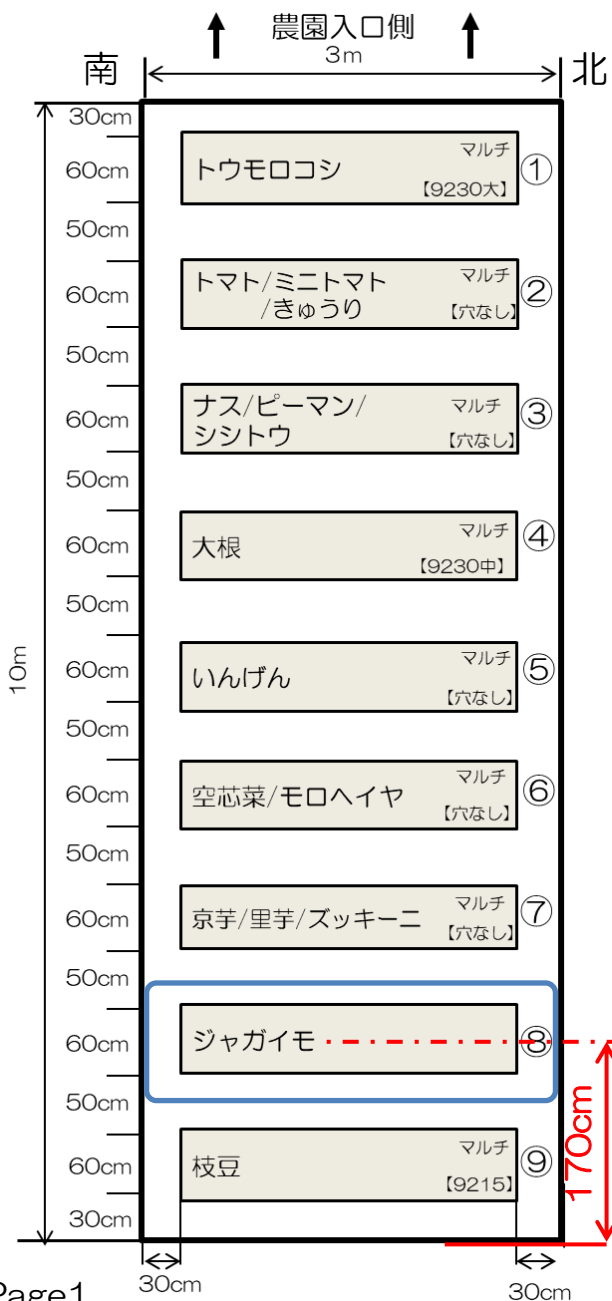 農園入口側
南 3m 北
30cm
60cm トウモロコシ マルチ ①
【9230大】
50cm
60cm トマト/ミニトマト マルチ ②
/きゅうり 【穴なし】
50cm
60cm ナス/ピーマン/ マルチ ③
シシトウ 【穴なし】
50cm
60cm 大根 マルチ ④
【9230中】
50cm
10m
60cm いんげん マルチ ⑤
【穴なし】
50cm
60cm 空芯菜/モロヘイヤ マルチ ⑥
【穴なし】
50cm
60cm 京芋/里芋/ズッキーニ マルチ ⑦
【穴なし】
50cm
60cm ジャガイモ ⑧
50cm
170cm
60cm 枝豆 マルチ ⑨
【9215】
30cm
30cm 30cm
Page1